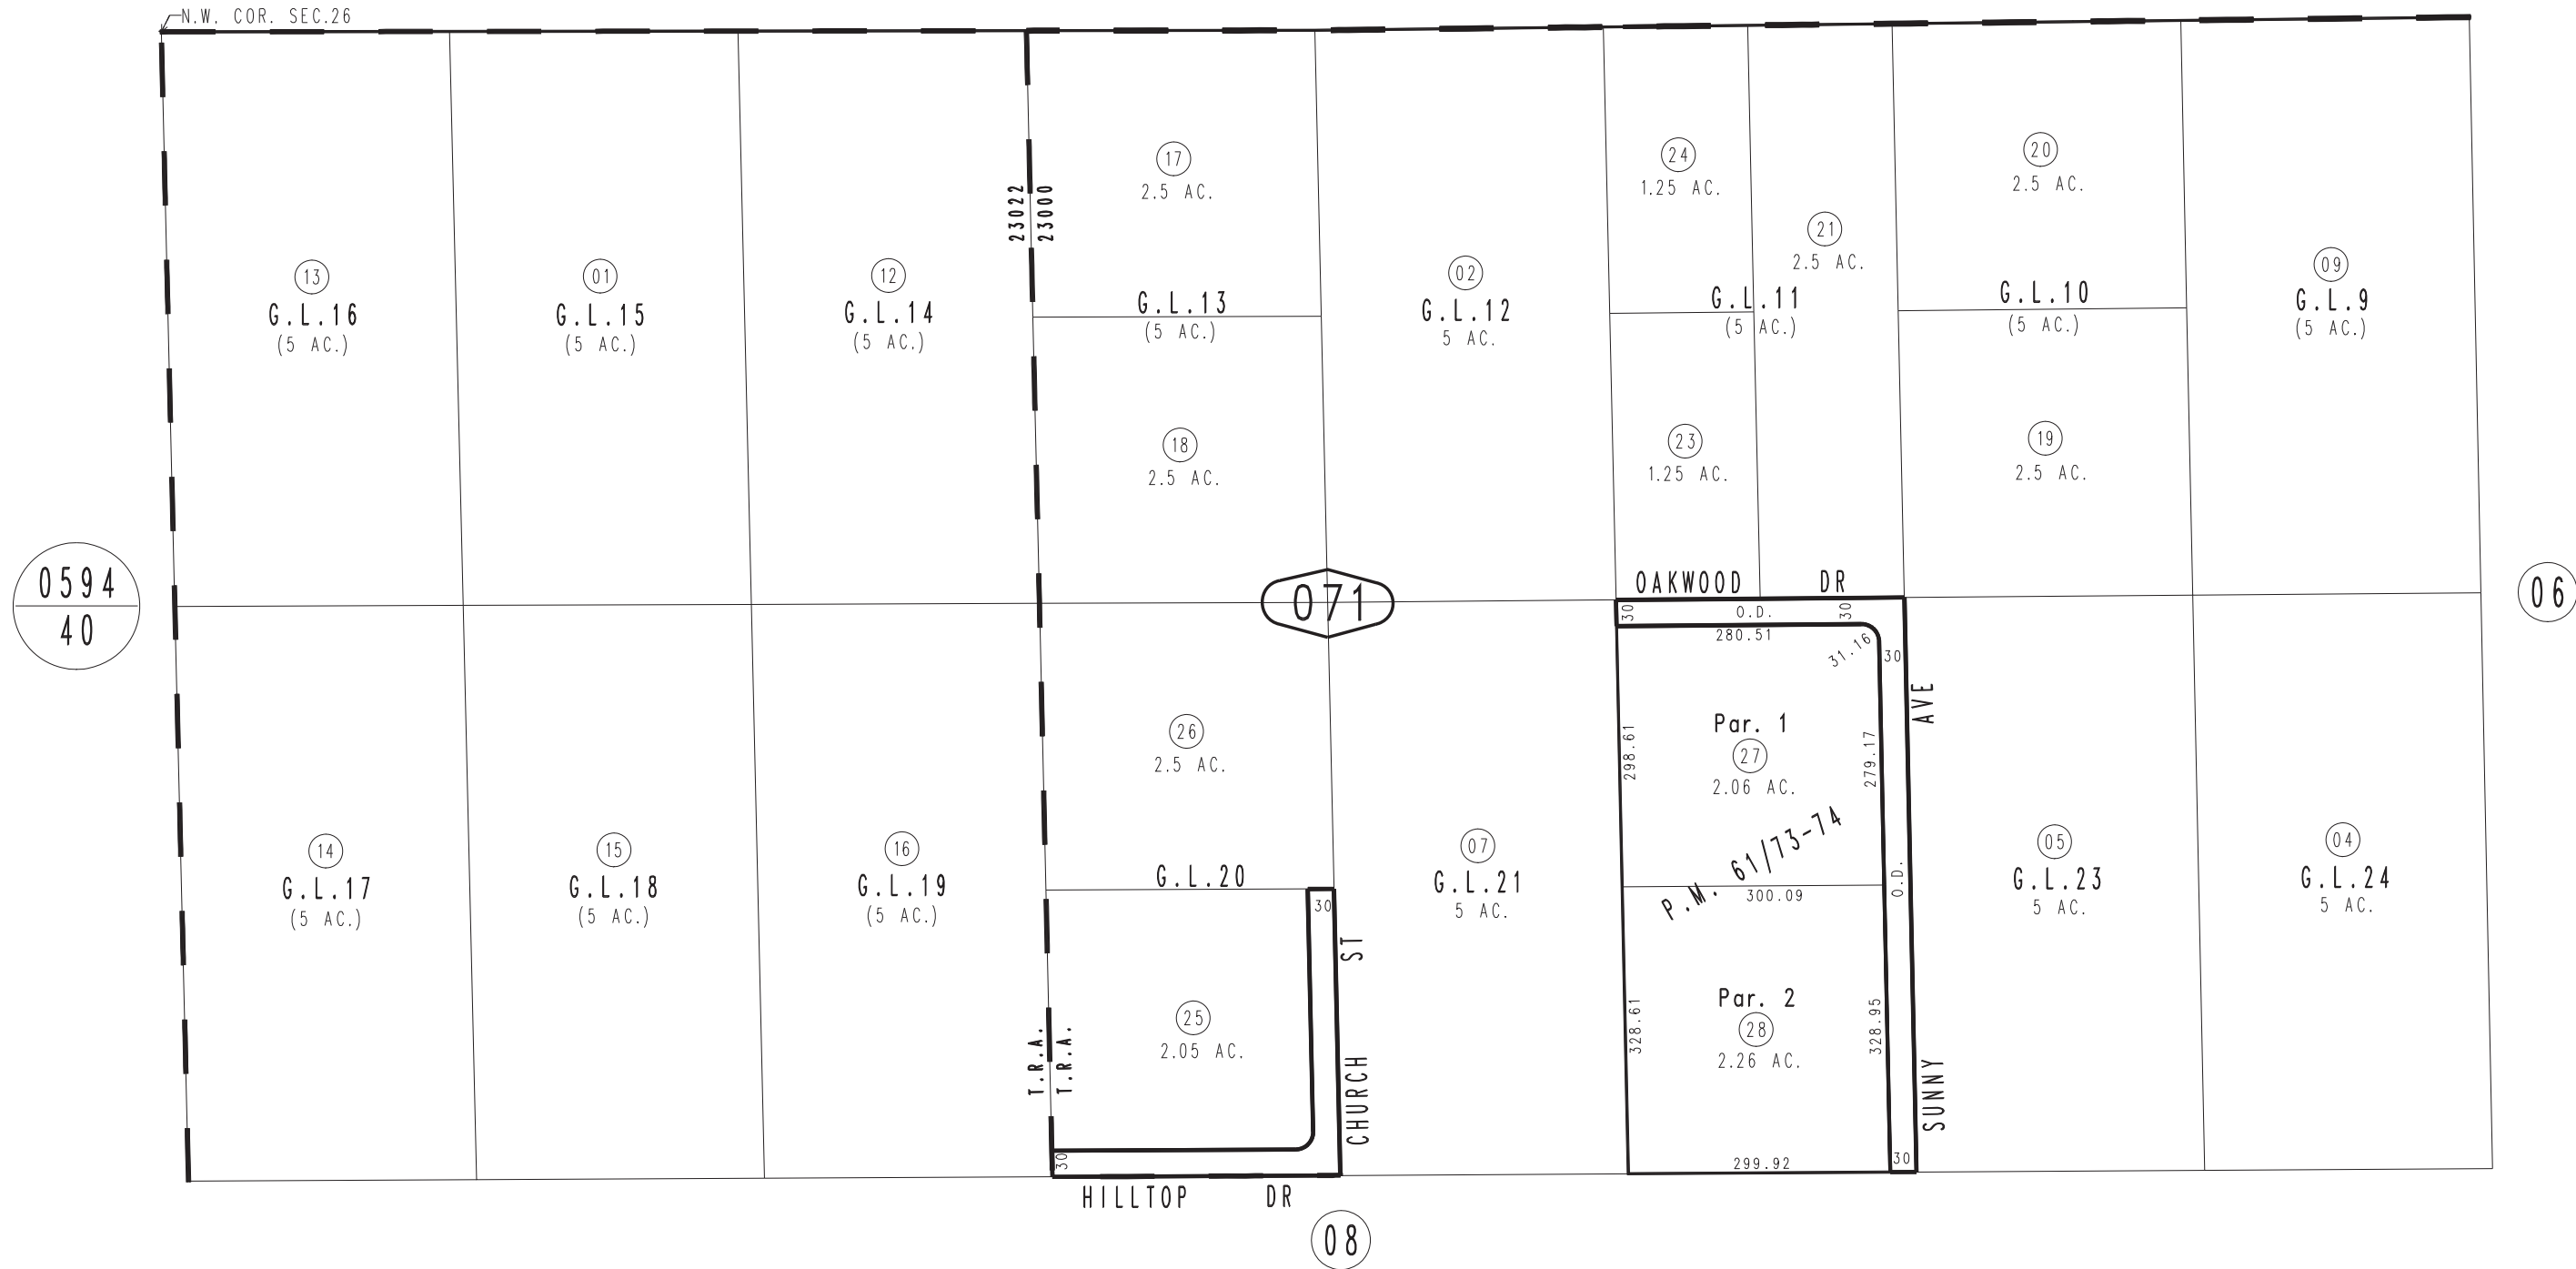 N.W. COR. SEC.26
17
2.5 AC.
24
1.25 AC.
20
2.5 AC.
23022
23000
21
2.5 AC.
13
G.L.16
(5 AC.)
01
G.L.15
(5 AC.)
12
G.L.14
(5 AC.)
G.L.13
(5 AC.)
02
G.L.12
5 AC.
G.L.11
(5 AC.)
G.L.10
(5 AC.)
09
G.L.9
(5 AC.)
18
2.5 AC.
23
1.25 AC.
19
2.5 AC.
0594
40
071
OAKWOOD DR
06
30
O.D.
30
280.51
31.16
30
AVE
26
2.5 AC.
298.61
Par. 1
27
2.06 AC.
279.17
P.M. 61/73-74
14
G.L.17
(5 AC.)
15
G.L.18
(5 AC.)
16
G.L.19
(5 AC.)
G.L.20
07
G.L.21
5 AC.
300.09
O.D.
05
G.L.23
5 AC.
04
G.L.24
5 AC.
30
ST
25
2.05 AC.
T.R.A.
T.R.A.
CHURCH
328.61
Par. 2
28
2.26 AC.
328.95
SUNNY
30
299.92
30
HILLTOP DR
08